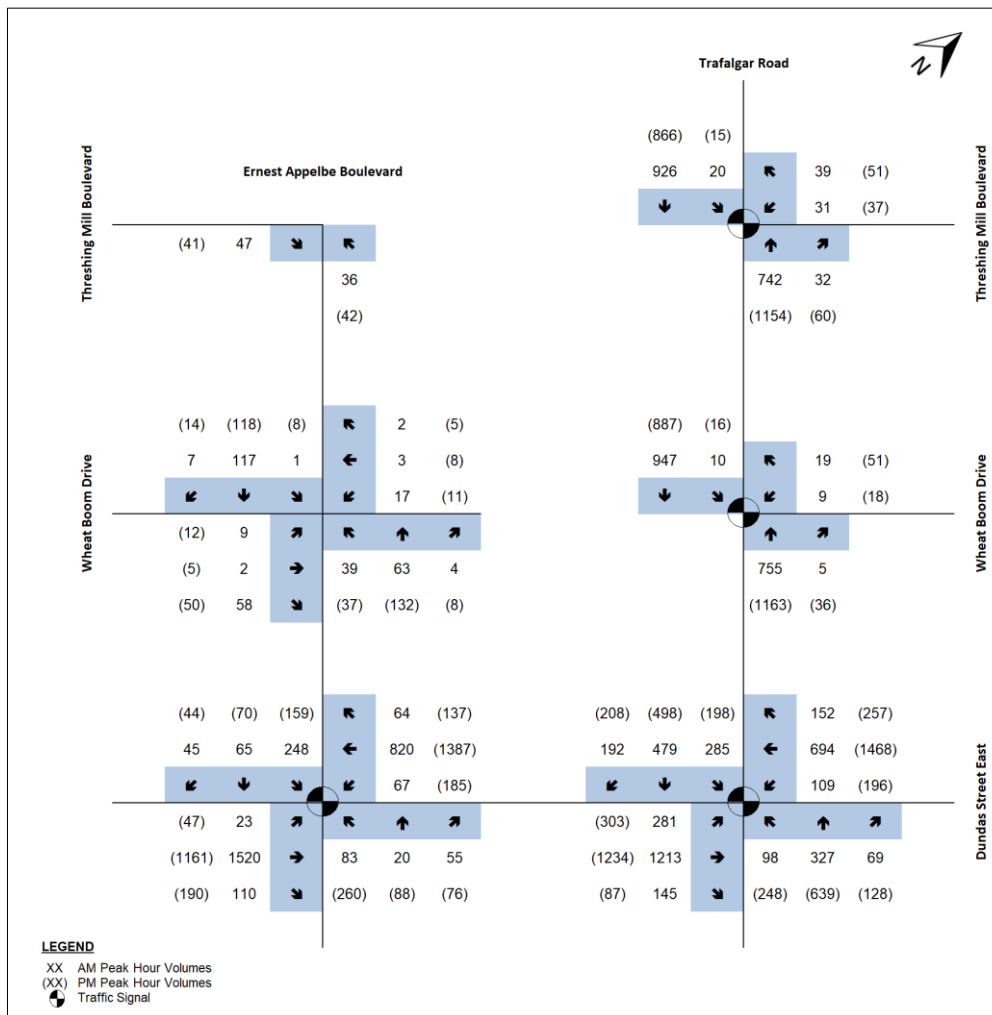 Trafalgar Road
N
(866) (15)
926 20 39 (51)
31 (37)
Threshing Mill Boulevard
Ernest Appelbe Boulevard
Threshing Mill Boulevard
(41) 47
36
(42)
742 32
(1154) (60)
(14) (118) (8) 2 (5)
7 117 1 3 (8)
17 (11)
Wheat Boom Drive
(12) 9
(5) 2 39 63 4
(50) 58 (37) (132) (8)
(887) (16)
947 10 19 (51)
9 (18)
Wheat Boom Drive
755 5
(1163) (36)
(44) (70) (159) 64 (137)
45 65 248 820 (1387)
67 (185)
(47) 23
(1161) 1520 83 20 55
(190) 110 (260) (88) (76)
(208) (498) (198) 152 (257)
192 479 285 694 (1468)
109 (196)
(303) 281
(1234) 1213 98 327 69
(87) 145 (248) (639) (128)
Dundas Street East
LEGEND
XX AM Peak Hour Volumes
(XX) PM Peak Hour Volumes
Traffic Signal